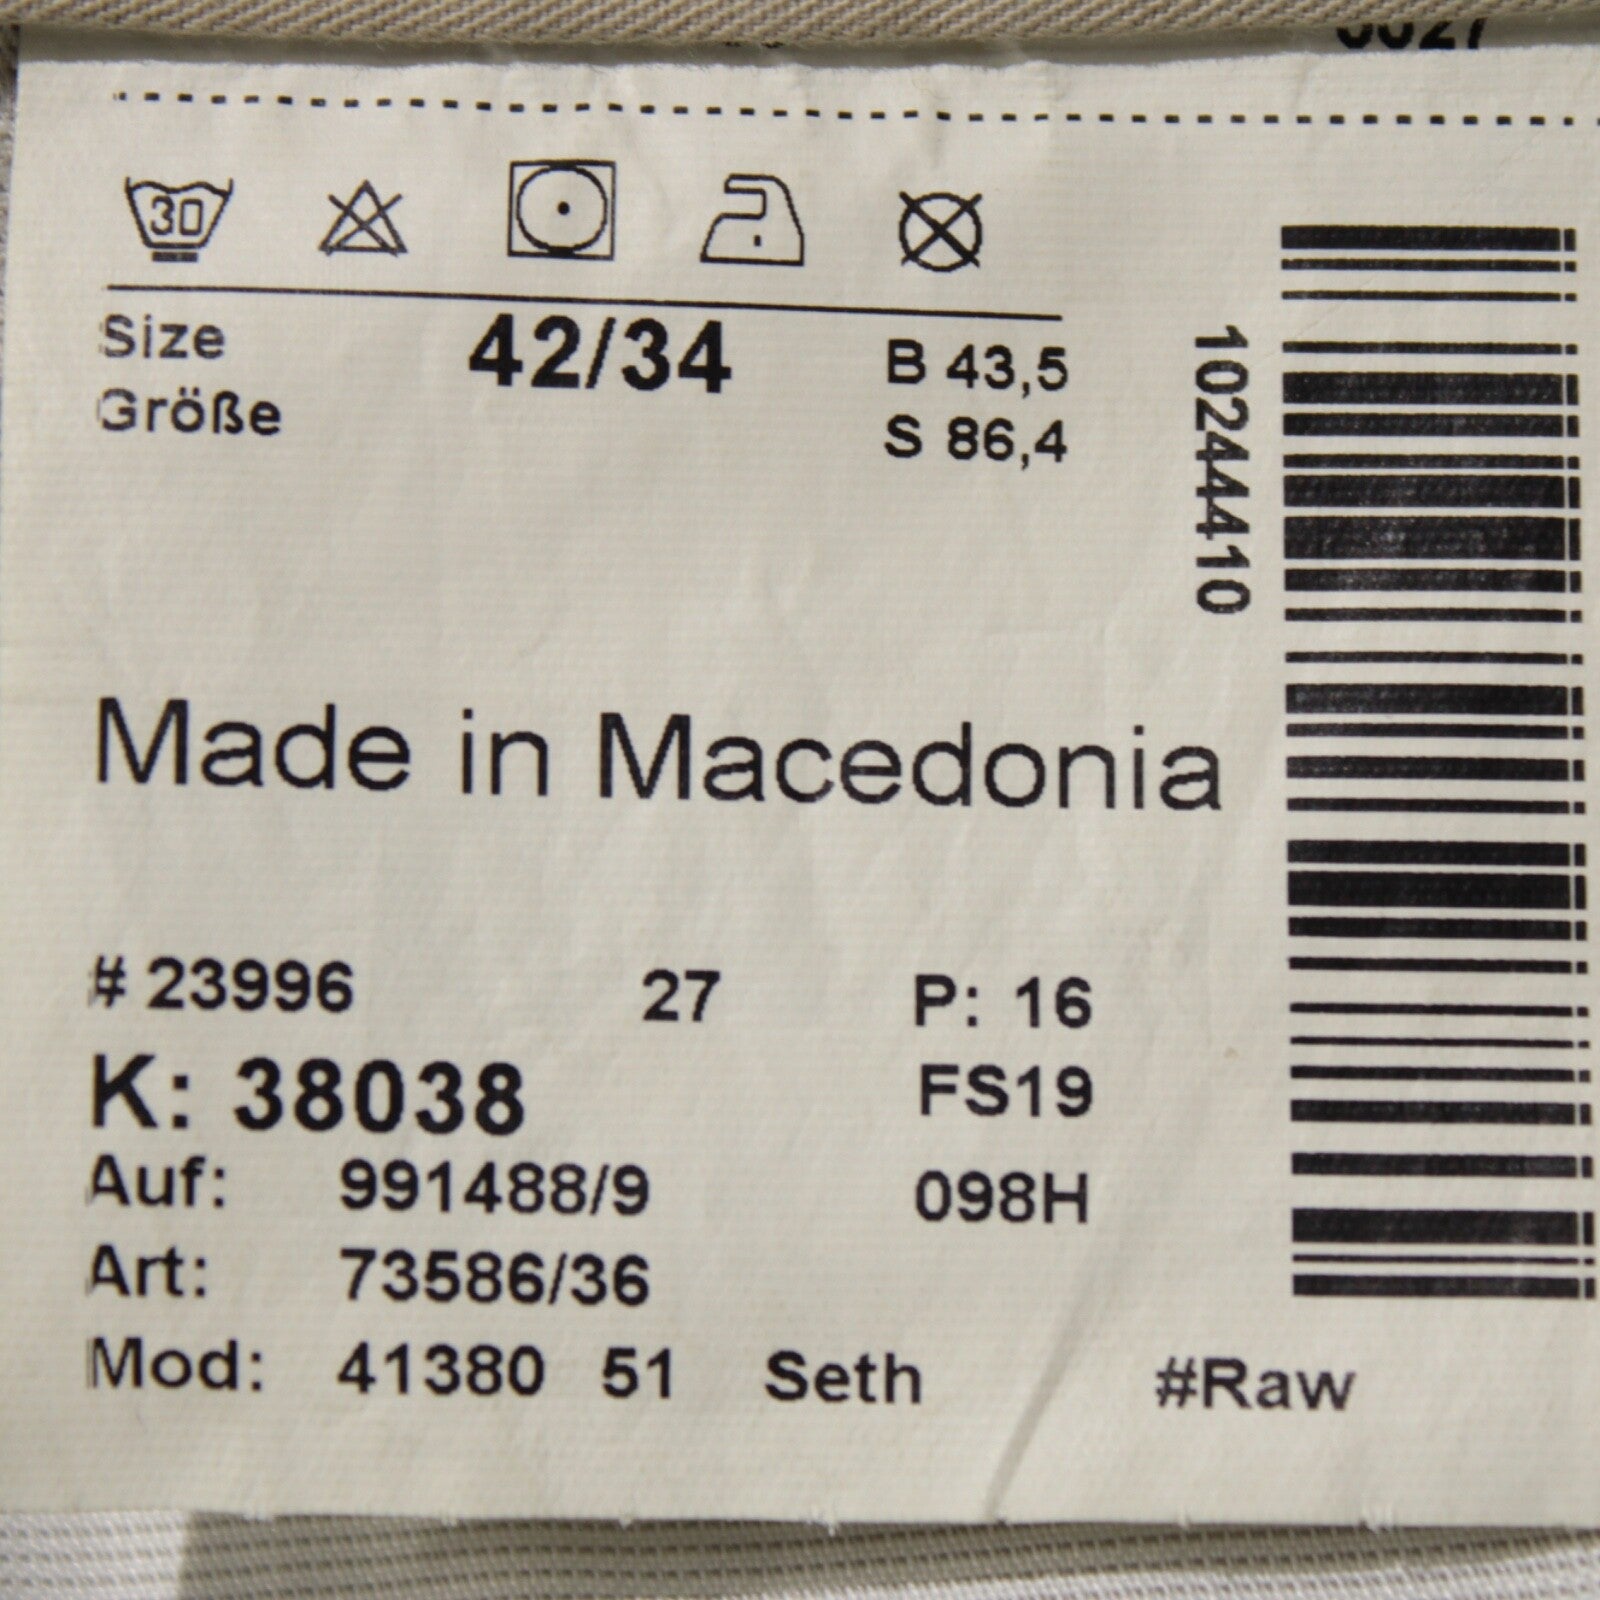 30
Size 42/34 B 43,5
Größe S 86,4
10244410
Made in Macedonia
# 23996 27 P: 16
K: 38038 FS19
Auf: 991488/9 098H
Art: 73586/36
Mod: 41380 51 Seth #Raw